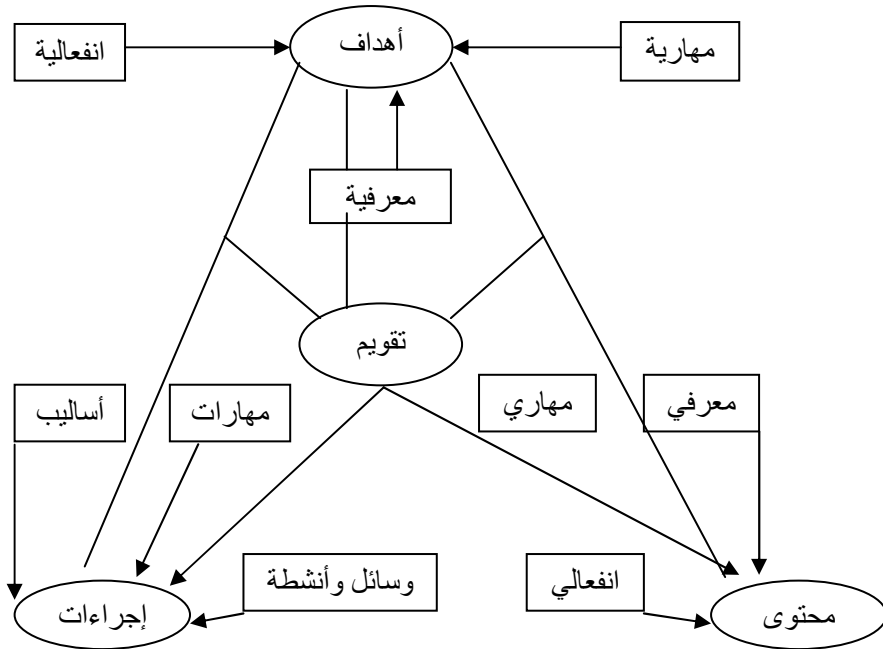 أهداف
مهارية
انفعالية
معرفية
تقويم
معرفي
مهاري
مهارات
أساليب
انفعالي
وسائل وأنشطة
محتوى
إجراءات